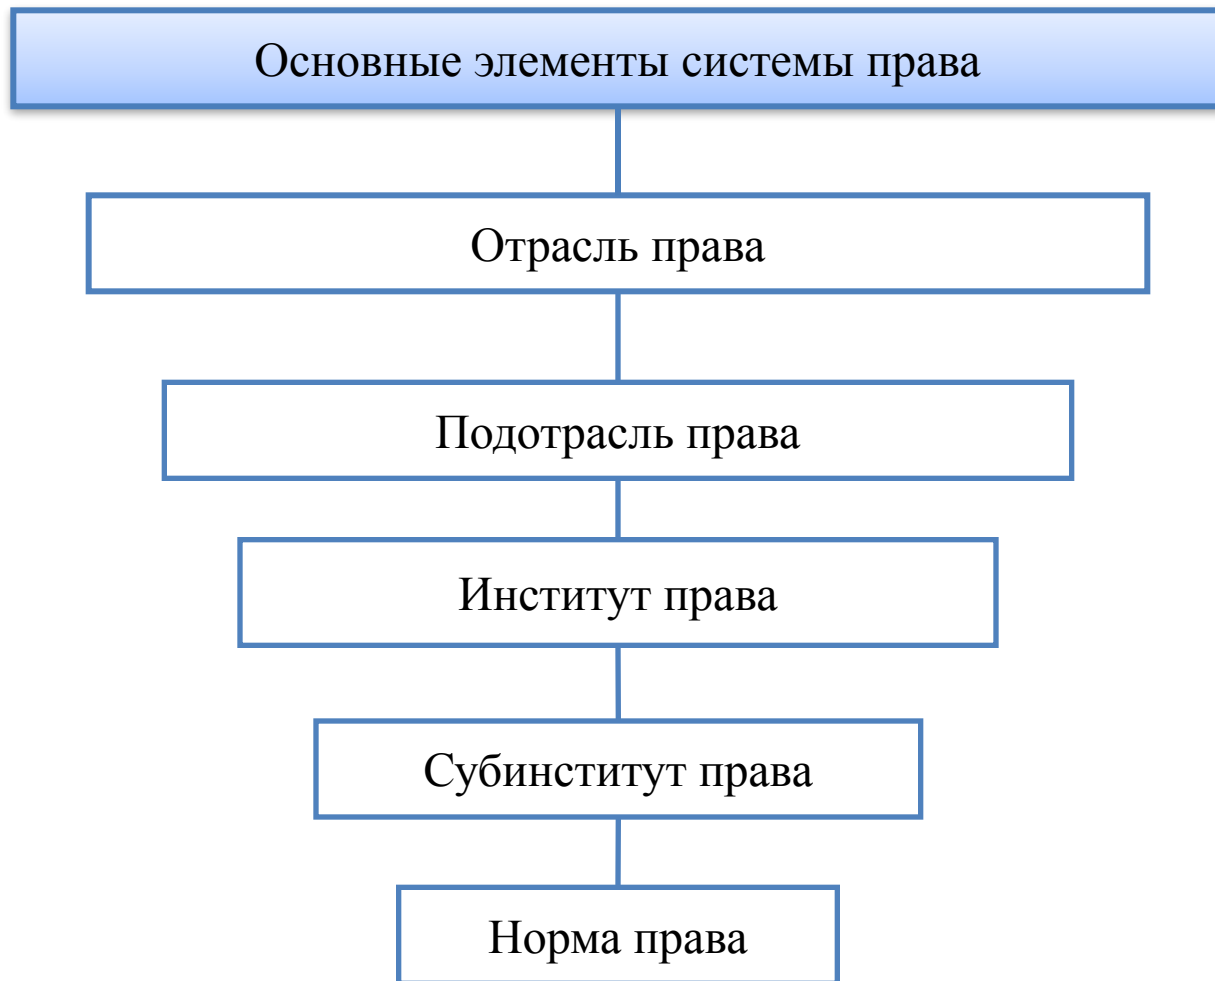 Основные элементы системы права
Отрасль права
Подотрасль права
Институт права
Субинститут права
Норма права